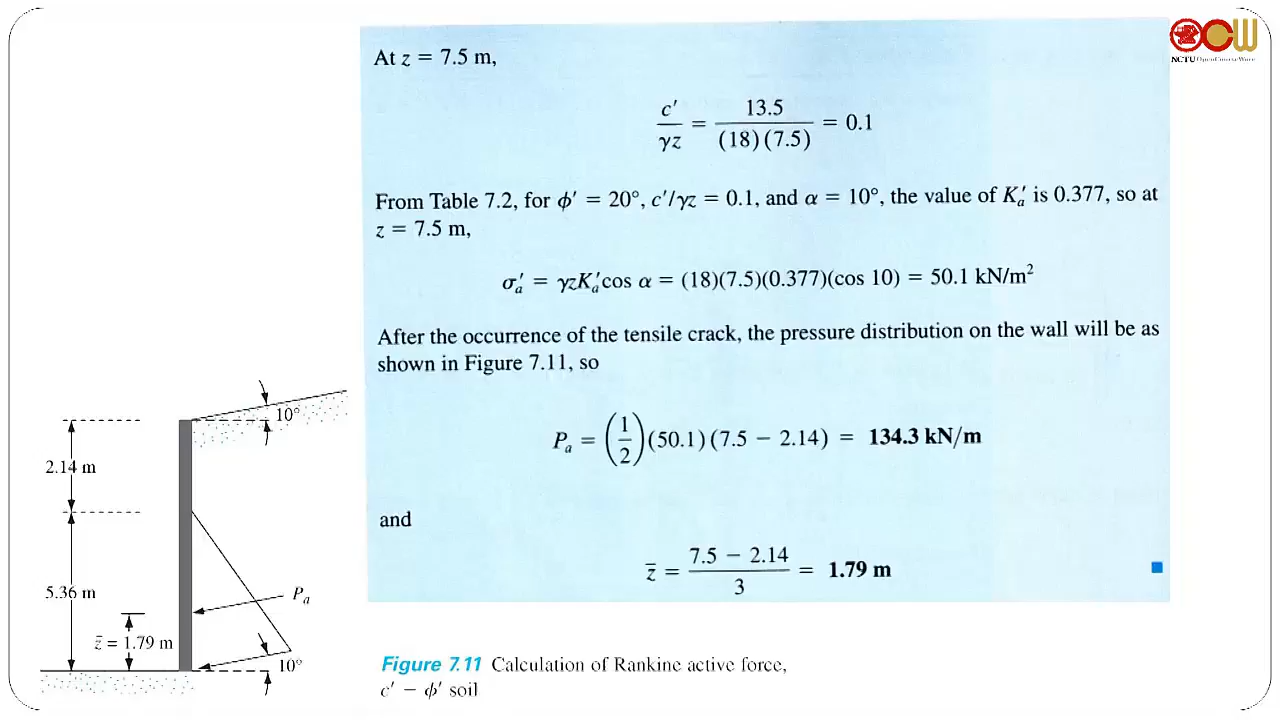 NCTU OpenCourseWare
At z = 7.5 m,
c′/γz = 13.5/(18)(7.5) = 0.1
From Table 7.2, for ϕ′ = 20°, c′/γz = 0.1, and α = 10°, the value of K′a is 0.377, so at
z = 7.5 m,
σ′a = γzK′a cos α = (18)(7.5)(0.377)(cos 10) = 50.1 kN/m²
After the occurrence of the tensile crack, the pressure distribution on the wall will be as
shown in Figure 7.11, so
Pa = (1/2)(50.1)(7.5 − 2.14) = 134.3 kN/m
and
z̄ = 7.5 − 2.14/3 = 1.79 m
10°
2.14 m
5.36 m
Pa
z̄ = 1.79 m
10°
Figure 7.11 Calculation of Rankine active force,
c′ − ϕ′ soil